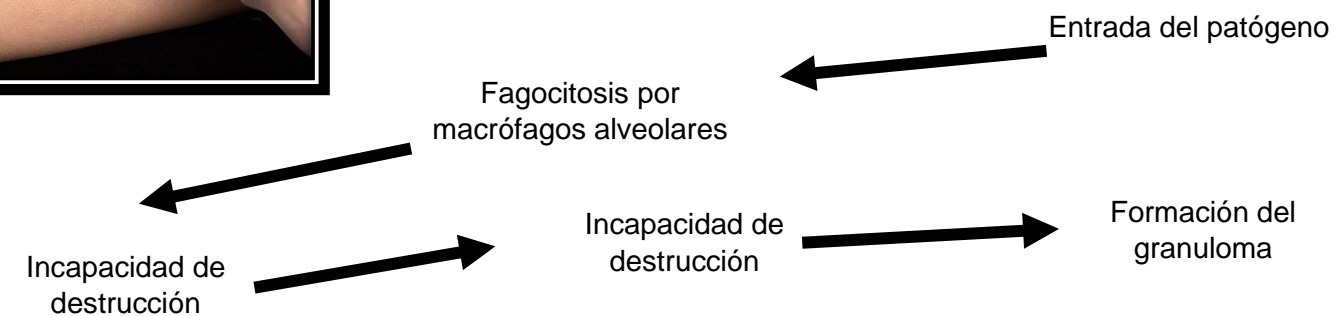 Entrada del patógeno
Fagocitosis por
macrófagos alveolares
Incapacidad de
destrucción
Incapacidad de
destrucción
Formación del
granuloma